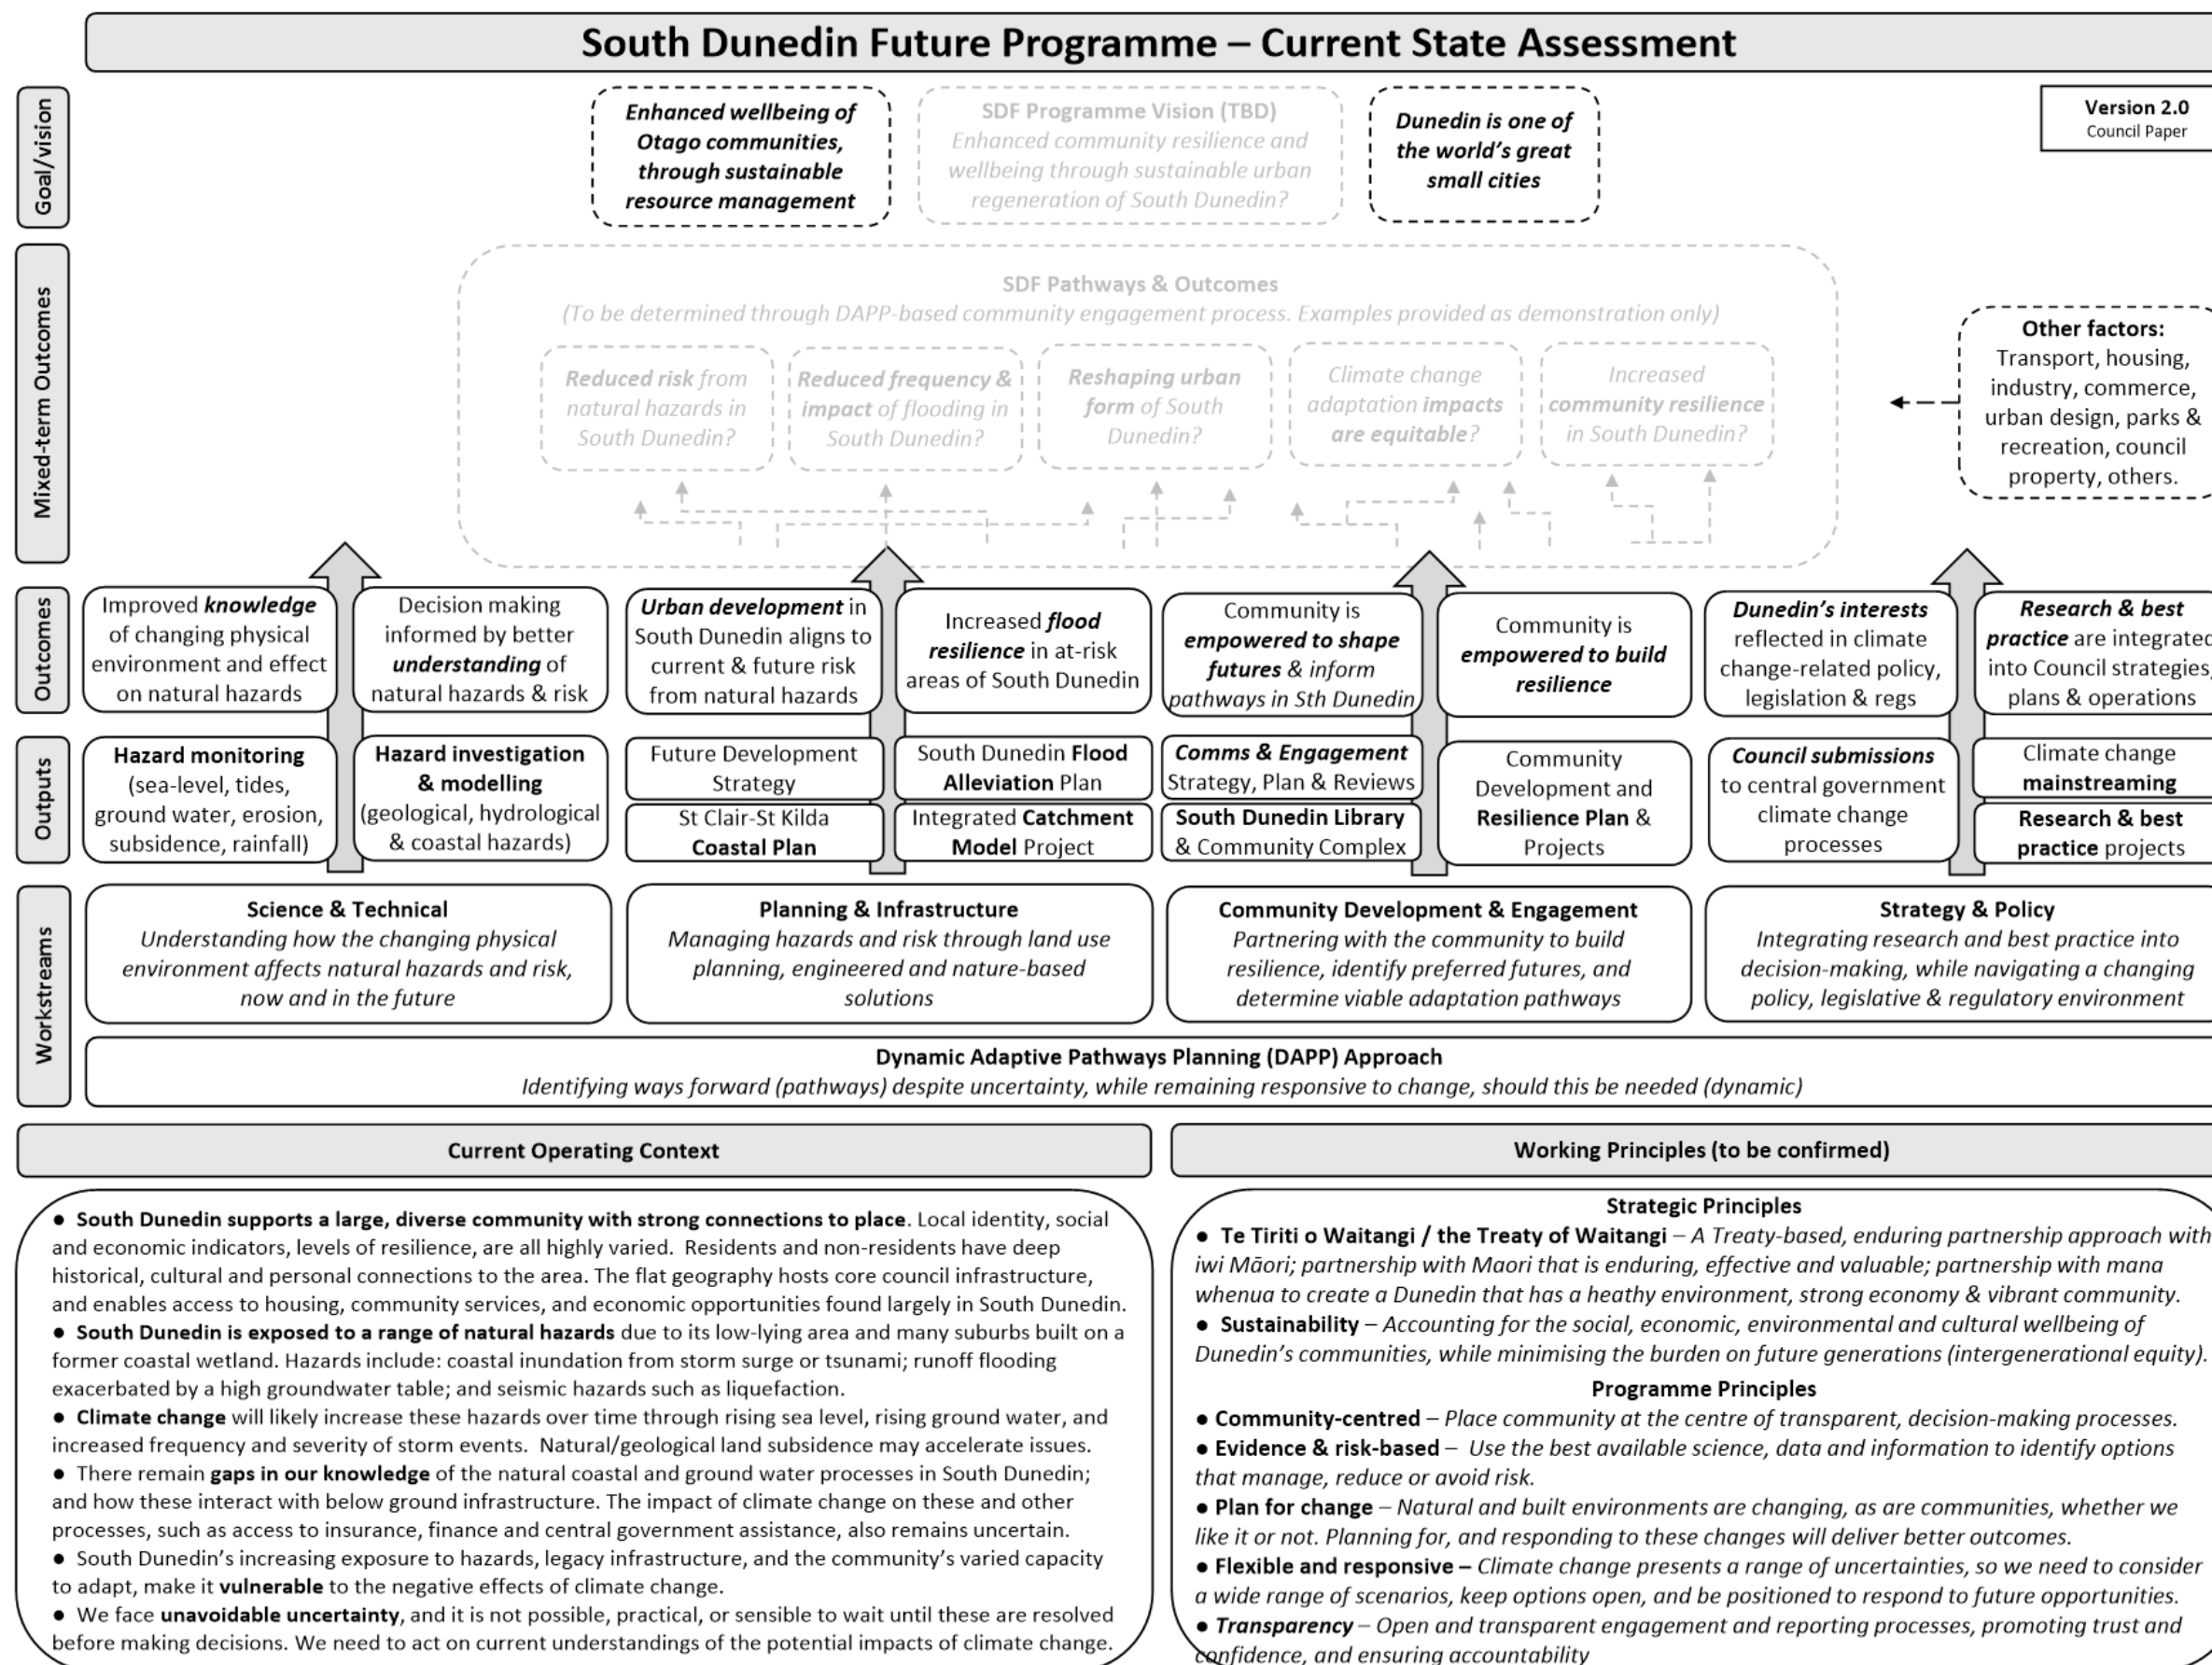 South Dunedin Future Programme – Current State Assessment
Goal/vision
Enhanced wellbeing of
Otago communities,
through sustainable
resource management
SDF Programme Vision (TBD)
Enhanced community resilience and
wellbeing through sustainable urban
regeneration of South Dunedin?
Dunedin is one of
the world's great
small cities
Version 2.0
Council Paper
Mixed-term Outcomes
SDF Pathways & Outcomes
(To be determined through DAPP-based community engagement process. Examples provided as demonstration only)
Reduced risk from
natural hazards in
South Dunedin?
Reduced frequency &
impact of flooding in
South Dunedin?
Reshaping urban
form of South
Dunedin?
Climate change
adaptation impacts
are equitable?
Increased
community resilience
in South Dunedin?
Other factors:
Transport, housing,
industry, commerce,
urban design, parks &
recreation, council
property, others.
Outcomes
Improved knowledge
of changing physical
environment and effect
on natural hazards
Decision making
informed by better
understanding of
natural hazards & risk
Urban development in
South Dunedin aligns to
current & future risk
from natural hazards
Increased flood
resilience in at-risk
areas of South Dunedin
Community is
empowered to shape
futures & inform
pathways in Sth Dunedin
Community is
empowered to build
resilience
Dunedin's interests
reflected in climate
change-related policy,
legislation & regs
Research & best
practice are integrated
into Council strategies,
plans & operations
Outputs
Hazard monitoring
(sea-level, tides,
ground water, erosion,
subsidence, rainfall)
Hazard investigation
& modelling
(geological, hydrological
& coastal hazards)
Future Development
Strategy
St Clair-St Kilda
Coastal Plan
South Dunedin Flood
Alleviation Plan
Integrated Catchment
Model Project
Comms & Engagement
Strategy, Plan & Reviews
South Dunedin Library
& Community Complex
Community
Development and
Resilience Plan &
Projects
Council submissions
to central government
climate change
processes
Climate change
mainstreaming
Research & best
practice projects
Workstreams
Science & Technical
Understanding how the changing physical
environment affects natural hazards and risk,
now and in the future
Planning & Infrastructure
Managing hazards and risk through land use
planning, engineered and nature-based
solutions
Community Development & Engagement
Partnering with the community to build
resilience, identify preferred futures, and
determine viable adaptation pathways
Strategy & Policy
Integrating research and best practice into
decision-making, while navigating a changing
policy, legislative & regulatory environment
Dynamic Adaptive Pathways Planning (DAPP) Approach
Identifying ways forward (pathways) despite uncertainty, while remaining responsive to change, should this be needed (dynamic)
Current Operating Context
● South Dunedin supports a large, diverse community with strong connections to place. Local identity, social
and economic indicators, levels of resilience, are all highly varied. Residents and non-residents have deep
historical, cultural and personal connections to the area. The flat geography hosts core council infrastructure,
and enables access to housing, community services, and economic opportunities found largely in South Dunedin.
● South Dunedin is exposed to a range of natural hazards due to its low-lying area and many suburbs built on a
former coastal wetland. Hazards include: coastal inundation from storm surge or tsunami; runoff flooding
exacerbated by a high groundwater table; and seismic hazards such as liquefaction.
● Climate change will likely increase these hazards over time through rising sea level, rising ground water, and
increased frequency and severity of storm events. Natural/geological land subsidence may accelerate issues.
● There remain gaps in our knowledge of the natural coastal and ground water processes in South Dunedin;
and how these interact with below ground infrastructure. The impact of climate change on these and other
processes, such as access to insurance, finance and central government assistance, also remains uncertain.
● South Dunedin's increasing exposure to hazards, legacy infrastructure, and the community's varied capacity
to adapt, make it vulnerable to the negative effects of climate change.
● We face unavoidable uncertainty, and it is not possible, practical, or sensible to wait until these are resolved
before making decisions. We need to act on current understandings of the potential impacts of climate change.
Working Principles (to be confirmed)
Strategic Principles
● Te Tiriti o Waitangi / the Treaty of Waitangi – A Treaty-based, enduring partnership approach with
iwi Māori; partnership with Maori that is enduring, effective and valuable; partnership with mana
whenua to create a Dunedin that has a heathy environment, strong economy & vibrant community.
● Sustainability – Accounting for the social, economic, environmental and cultural wellbeing of
Dunedin's communities, while minimising the burden on future generations (intergenerational equity).
Programme Principles
● Community-centred – Place community at the centre of transparent, decision-making processes.
● Evidence & risk-based – Use the best available science, data and information to identify options
that manage, reduce or avoid risk.
● Plan for change – Natural and built environments are changing, as are communities, whether we
like it or not. Planning for, and responding to these changes will deliver better outcomes.
● Flexible and responsive – Climate change presents a range of uncertainties, so we need to consider
a wide range of scenarios, keep options open, and be positioned to respond to future opportunities.
● Transparency – Open and transparent engagement and reporting processes, promoting trust and
confidence, and ensuring accountability